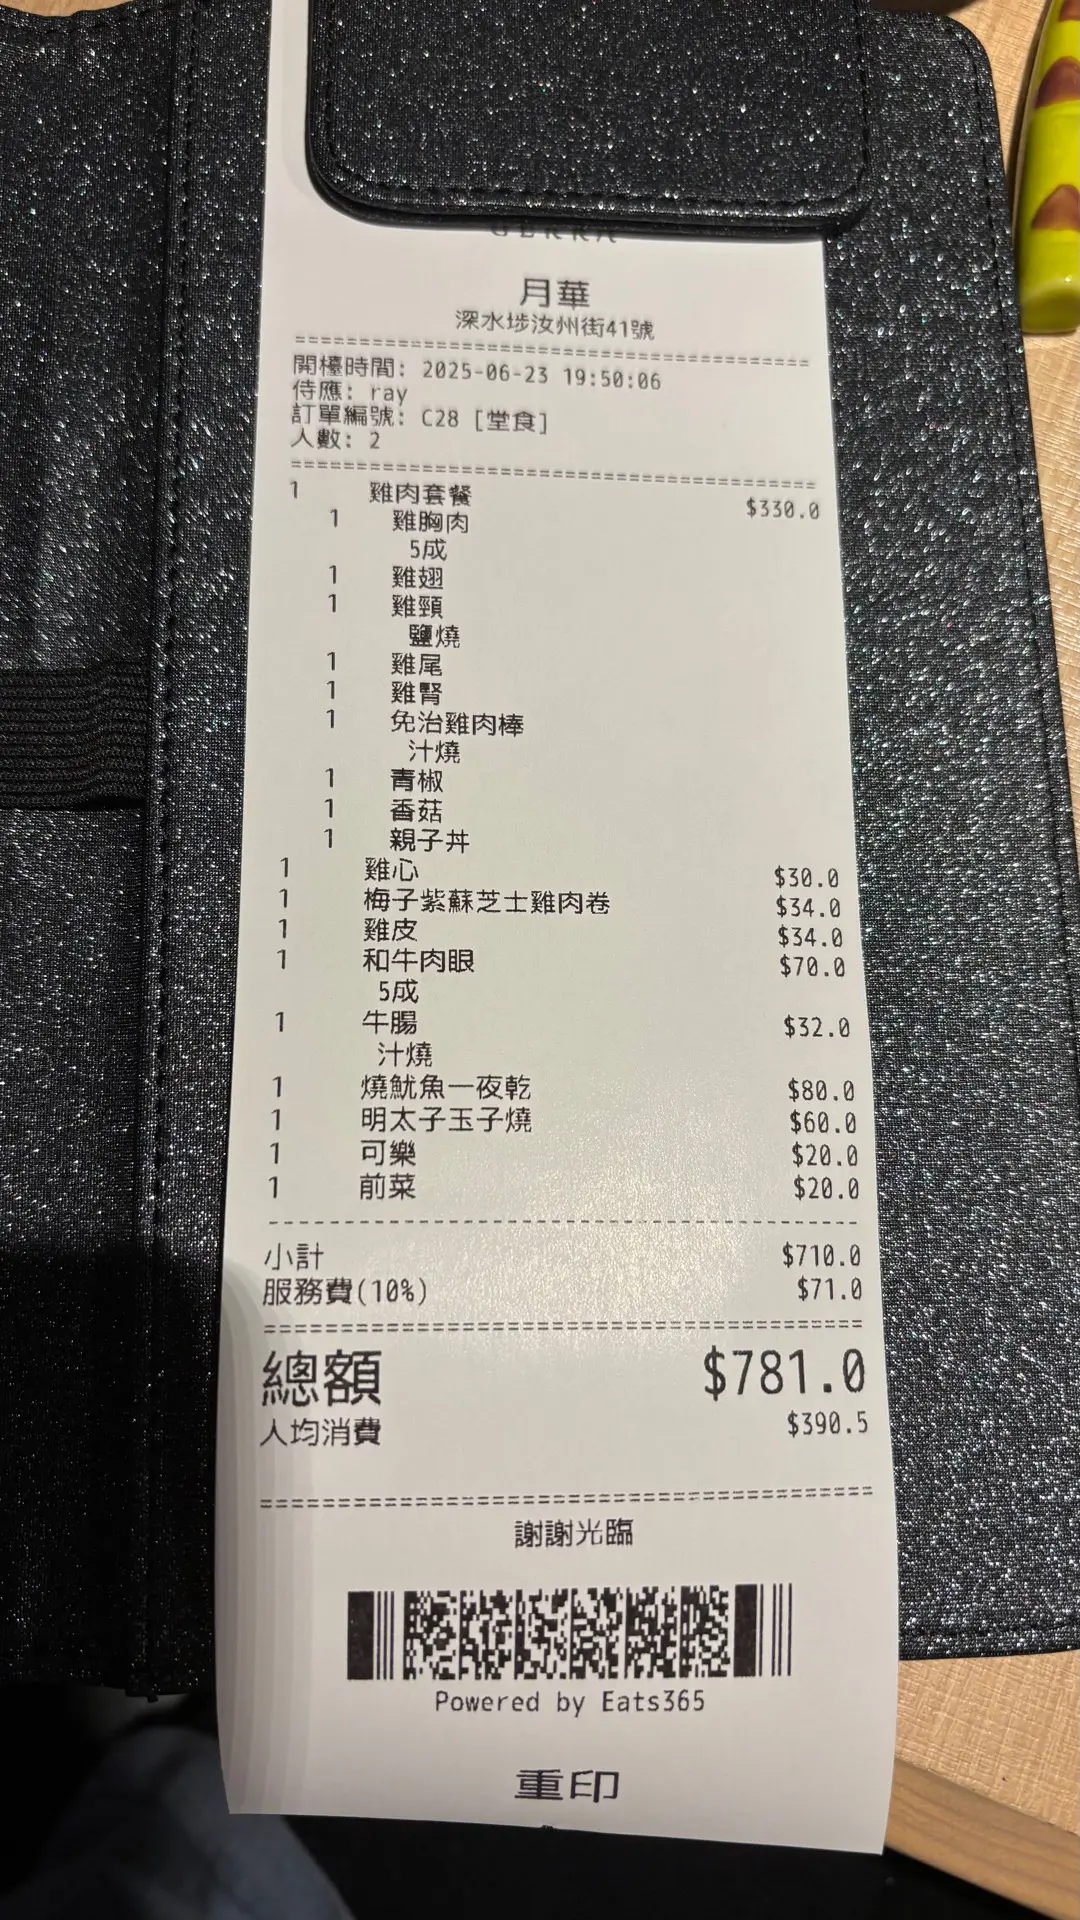 月華
深水埗汝州街41號
================================
開檯時間: 2025-06-23 19:50:06
侍應: ray
訂單編號: C28 [堂食]
人數: 2
================================
1 雞肉套餐 $330.0
1 雞胸肉
5成
1 雞翅
1 雞頸
鹽燒
1 雞尾
1 雞腎
1 免治雞肉棒
汁燒
1 青椒
1 香菇
1 親子丼
1 雞心 $30.0
1 梅子紫蘇芝士雞肉卷 $34.0
1 雞皮 $34.0
1 和牛肉眼 $70.0
5成
1 牛腸 $32.0
汁燒
1 燒魷魚一夜乾 $80.0
1 明太子玉子燒 $60.0
1 可樂 $20.0
1 前菜 $20.0
--------------------------------
小計 $710.0
服務費(10%) $71.0
================================
總額 $781.0
人均消費 $390.5
================================
謝謝光臨
Powered by Eats365
重印